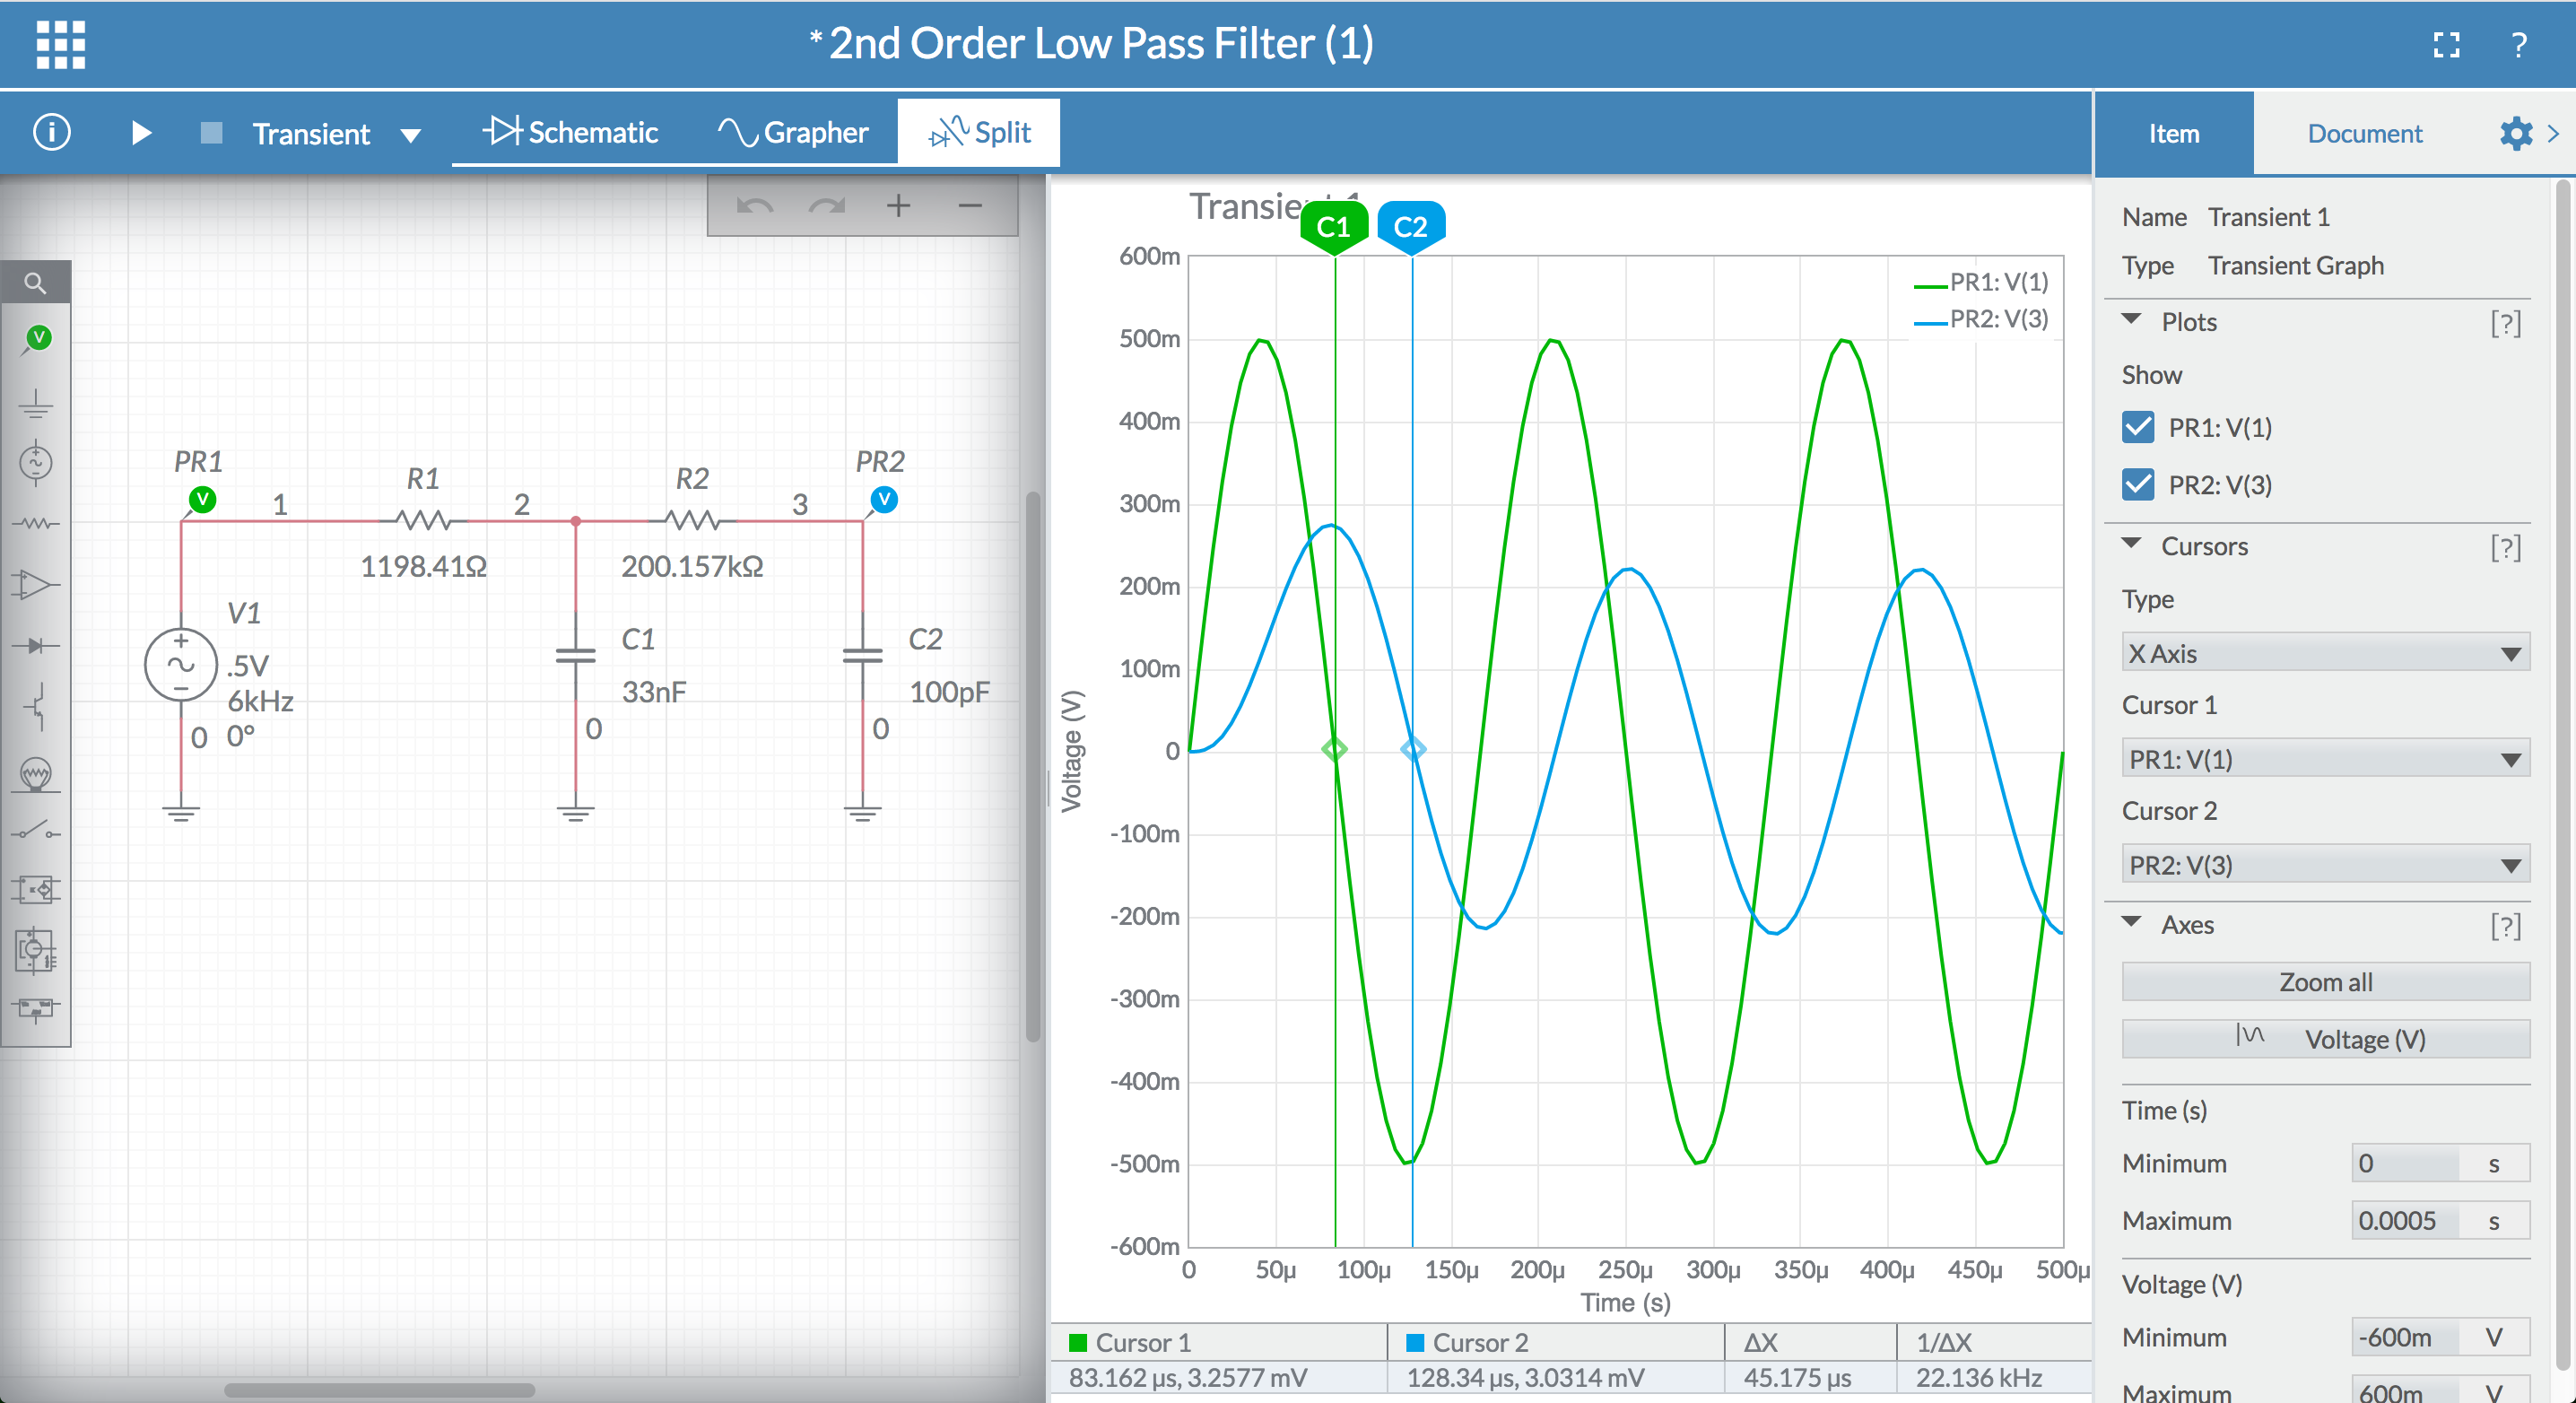 *2nd Order Low Pass Filter (1)
?
i
Transient
Schematic
Grapher
Split
Item
Document
V
PR1
V
1
R1
1198.41Ω
2
R2
200.157kΩ
3
PR2
V
V1
.5V
6kHz
0°
0
C1
33nF
0
C2
100pF
0
Transie
C1
C2
PR1: V(1)
PR2: V(3)
600m
500m
400m
300m
200m
100m
0
-100m
-200m
-300m
-400m
-500m
-600m
Voltage (V)
0
50µ
100µ
150µ
200µ
250µ
300µ
350µ
400µ
450µ
500µ
Time (s)
Cursor 1
Cursor 2
ΔX
1/ΔX
83.162 µs, 3.2577 mV
128.34 µs, 3.0314 mV
45.175 µs
22.136 kHz
Name Transient 1
Type Transient Graph
Plots [?]
Show
PR1: V(1)
PR2: V(3)
Cursors [?]
Type
X Axis
Cursor 1
PR1: V(1)
Cursor 2
PR2: V(3)
Axes [?]
Zoom all
Voltage (V)
Time (s)
Minimum 0 s
Maximum 0.0005 s
Voltage (V)
Minimum -600m V
Maximum 600m V